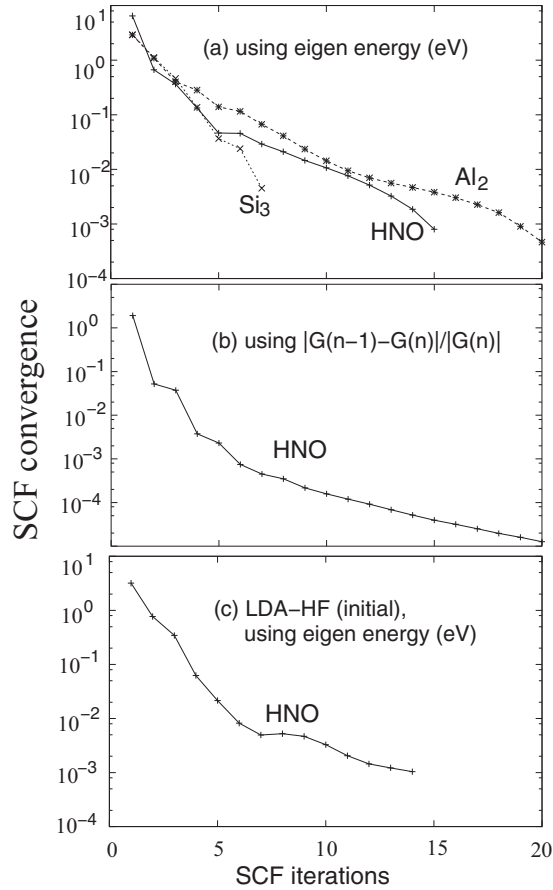 SCF convergence
10^1
10^0
10^−1
10^−2
10^−3
10^−4
(a) using eigen energy (eV)
Si3
Al2
HNO
10^0
10^−1
10^−2
10^−3
10^−4
(b) using |G(n−1)−G(n)|/|G(n)|
HNO
10^1
10^0
10^−1
10^−2
10^−3
10^−4
(c) LDA−HF (initial),
using eigen energy (eV)
HNO
0 5 10 15 20
SCF iterations